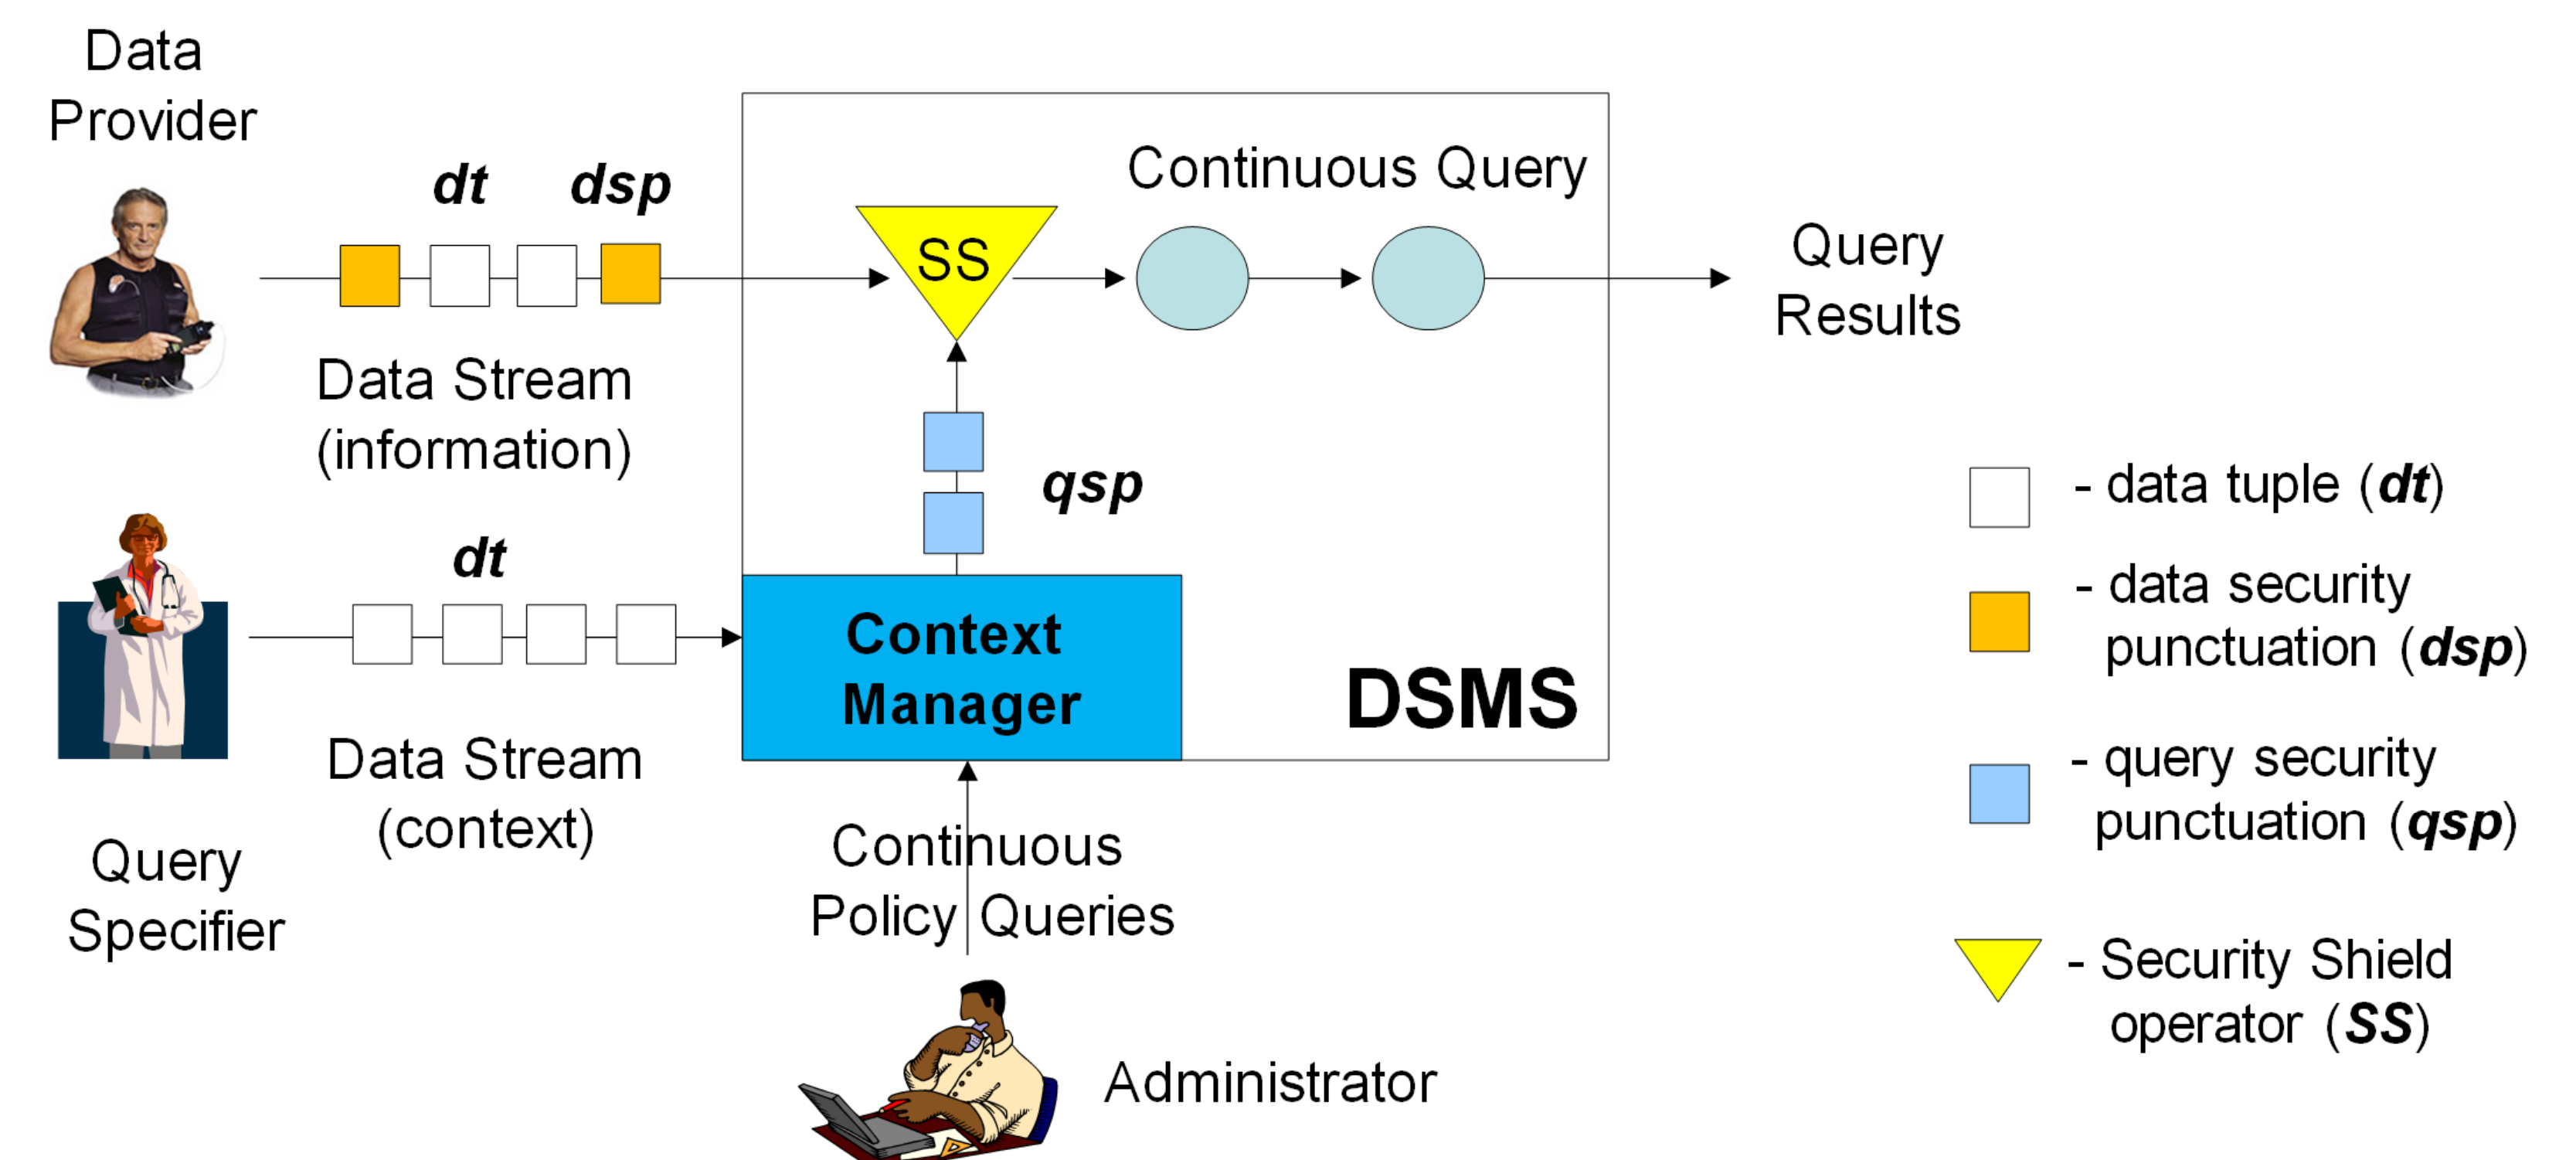 Data
Provider
dt
dsp
Data Stream
(information)
SS
Continuous Query
Query
Results
qsp
dt
Context
Manager
DSMS
Data Stream
(context)
Query
Specifier
Continuous
Policy Queries
Administrator
- data tuple (dt)
- data security
punctuation (dsp)
- query security
punctuation (qsp)
- Security Shield
operator (SS)